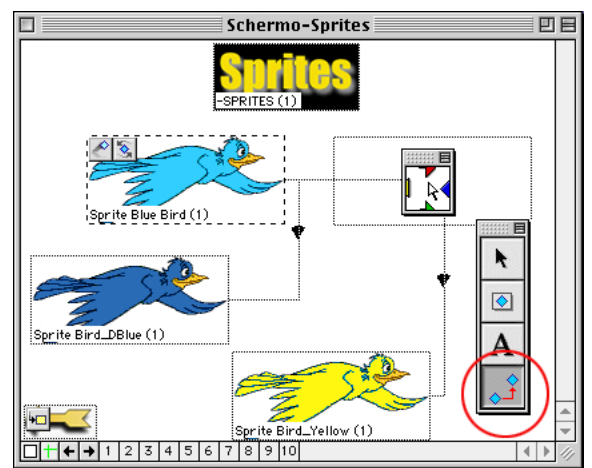 Schermo-Sprites
Sprites
-SPRITES (1)
Sprite Blue Bird (1)
Sprite Bird_DBlue (1)
A
Sprite Bird_Yellow (1)
1 2 3 4 5 6 7 8 9 10